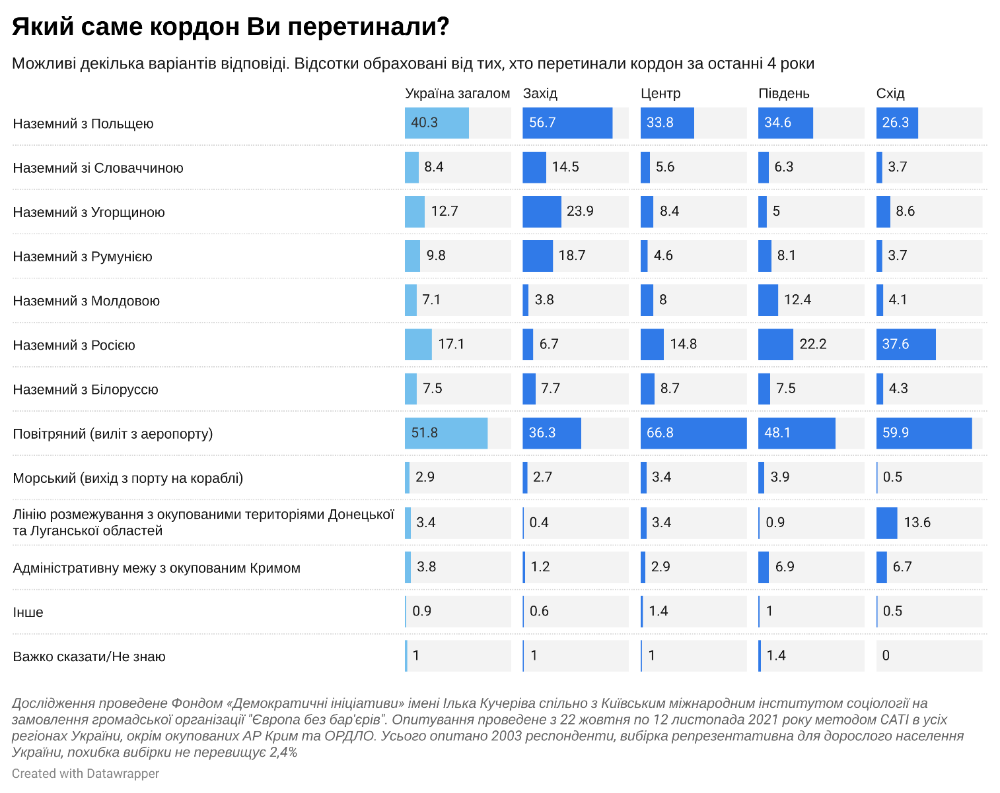 Який саме кордон Ви перетинали?
Можливі декілька варіантів відповіді. Відсотки обраховані від тих, хто перетинали кордон за останні 4 роки
Україна загалом Захід Центр Південь Схід
Наземний з Польщею 40.3 56.7 33.8 34.6 26.3
Наземний зі Словаччиною 8.4 14.5 5.6 6.3 3.7
Наземний з Угорщиною 12.7 23.9 8.4 5 8.6
Наземний з Румунією 9.8 18.7 4.6 8.1 3.7
Наземний з Молдовою 7.1 3.8 8 12.4 4.1
Наземний з Росією 17.1 6.7 14.8 22.2 37.6
Наземний з Білоруссю 7.5 7.7 8.7 7.5 4.3
Повітряний (виліт з аеропорту) 51.8 36.3 66.8 48.1 59.9
Морський (вихід з порту на кораблі) 2.9 2.7 3.4 3.9 0.5
Лінію розмежування з окупованими територіями Донецької
та Луганської областей 3.4 0.4 3.4 0.9 13.6
Адміністративну межу з окупованим Кримом 3.8 1.2 2.9 6.9 6.7
Інше 0.9 0.6 1.4 1 0.5
Важко сказати/Не знаю 1 1 1 1.4 0
Дослідження проведене Фондом «Демократичні ініціативи» імені Ілька Кучеріва спільно з Київським міжнародним інститутом соціології на
замовлення громадської організації "Європа без бар'єрів". Опитування проведене з 22 жовтня по 12 листопада 2021 року методом CATI в усіх
регіонах України, окрім окупованих АР Крим та ОРДЛО. Усього опитано 2003 респонденти, вибірка репрезентативна для дорослого населення
України, похибка вибірки не перевищує 2,4%
Created with Datawrapper